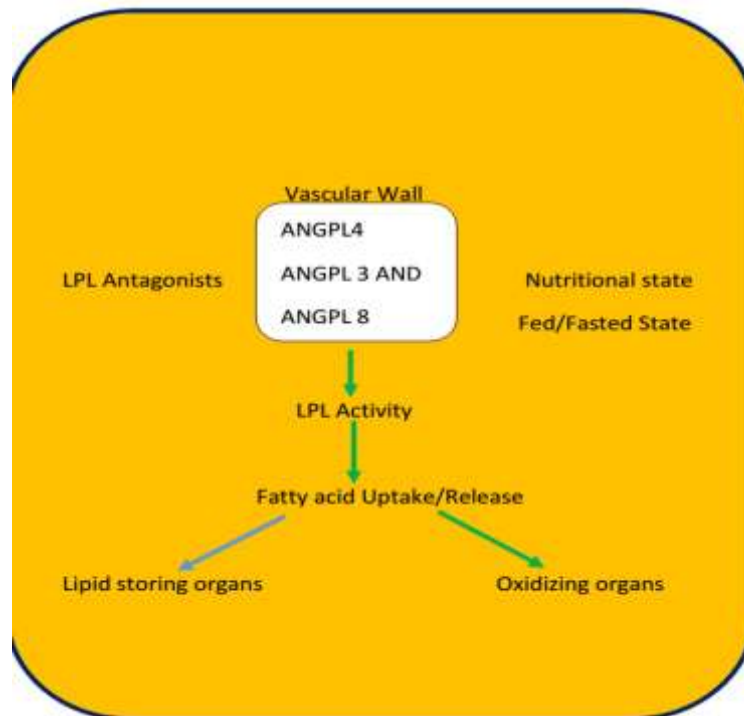 Vascular Wall
ANGPL4
LPL Antagonists
ANGPL 3 AND
Nutritional state
ANGPL 8
Fed/Fasted State
LPL Activity
Fatty acid Uptake/Release
Lipid storing organs
Oxidizing organs